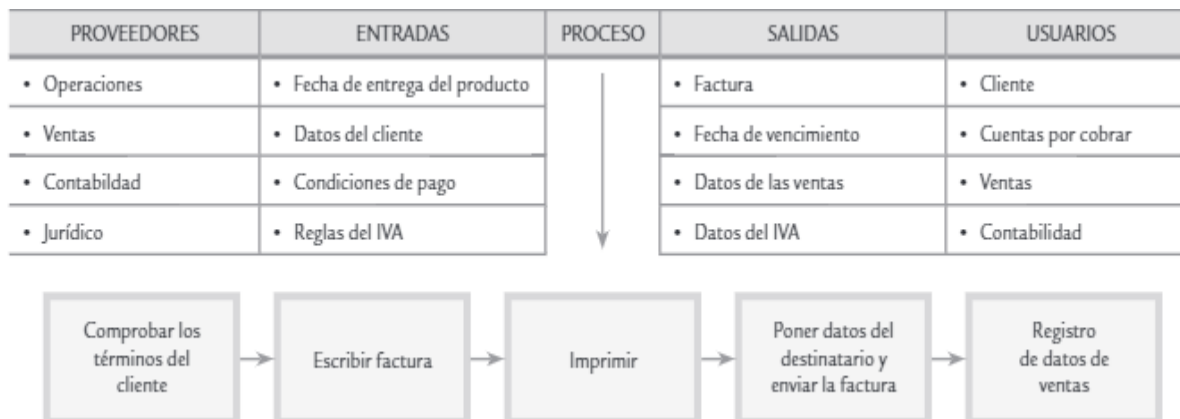 PROVEEDORES ENTRADAS PROCESO SALIDAS USUARIOS
• Operaciones • Fecha de entrega del producto • Factura • Cliente
• Ventas • Datos del cliente • Fecha de vencimiento • Cuentas por cobrar
• Contabildad • Condiciones de pago • Datos de las ventas • Ventas
• Jurídico • Reglas del IVA • Datos del IVA • Contabilidad
Comprobar los
términos del
cliente
Escribir factura
Imprimir
Poner datos del
destinatario y
enviar la factura
Registro
de datos de
ventas